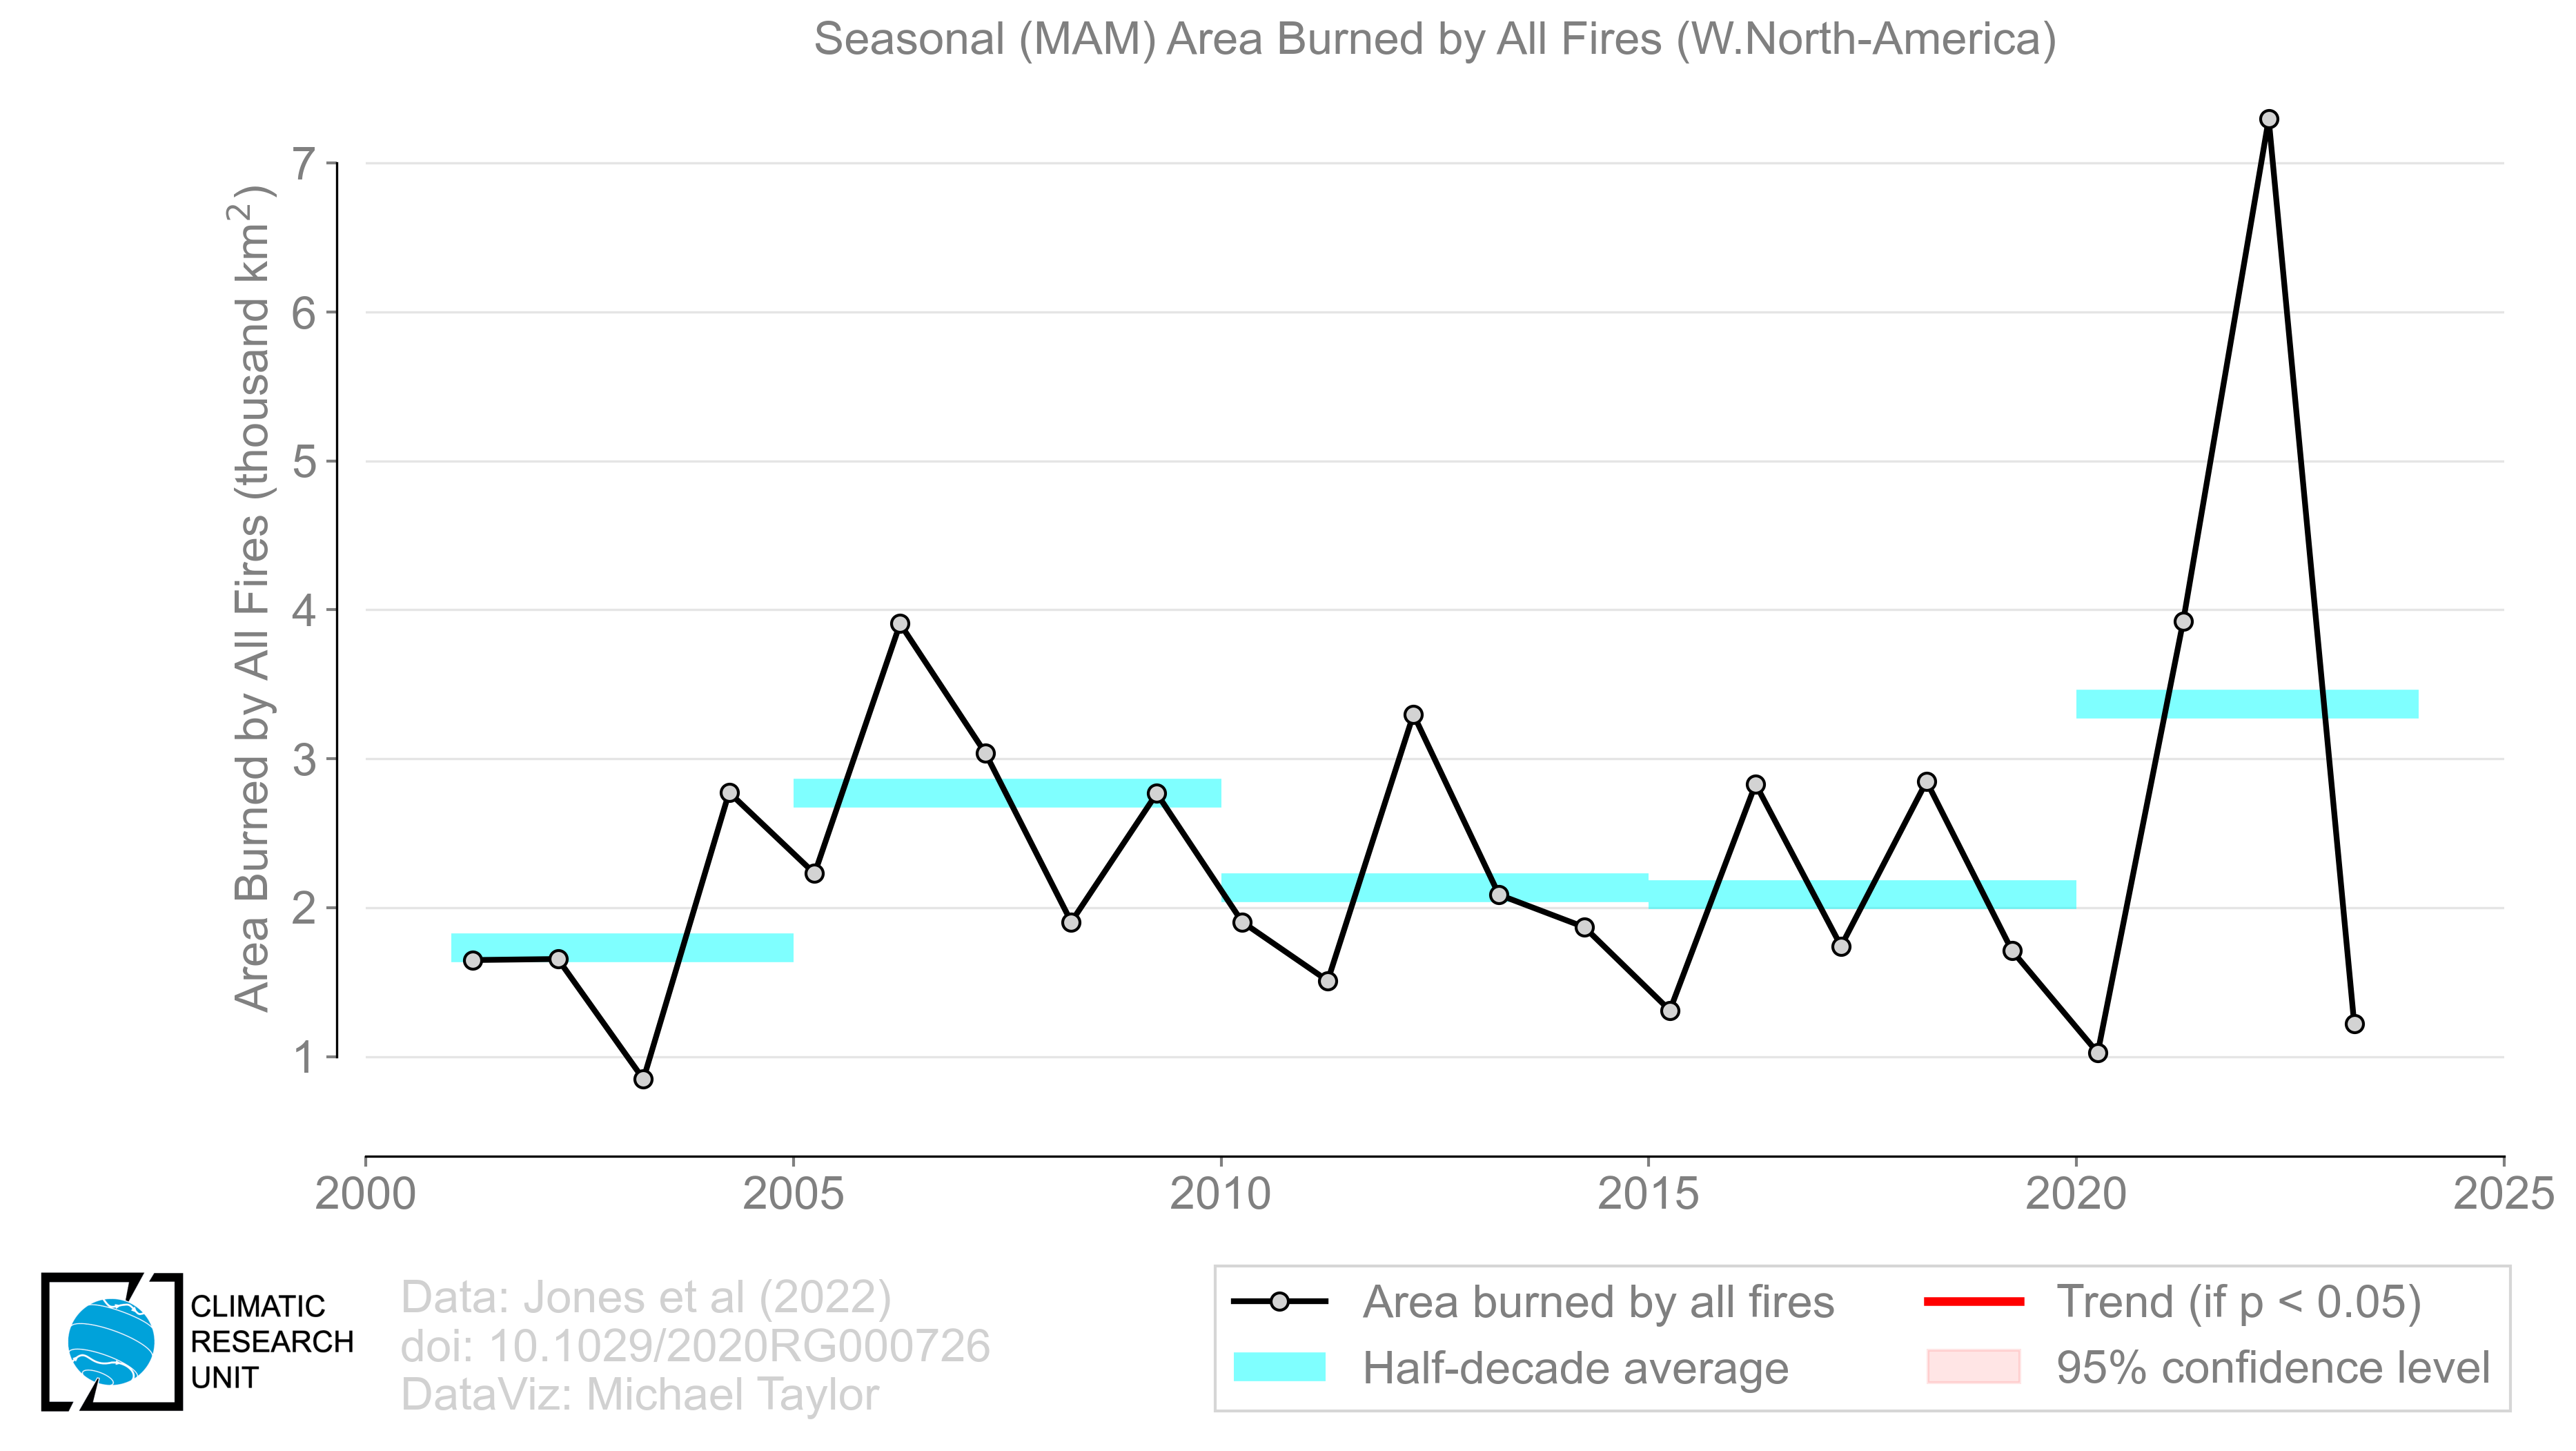 Seasonal (MAM) Area Burned by All Fires (W.North-America)
Area Burned by All Fires (thousand km²)
7
6
5
4
3
2
1
2000 2005 2010 2015 2020 2025
CLIMATIC
RESEARCH
UNIT
Data: Jones et al (2022)
doi: 10.1029/2020RG000726
DataViz: Michael Taylor
Area burned by all fires
Half-decade average
Trend (if p < 0.05)
95% confidence level